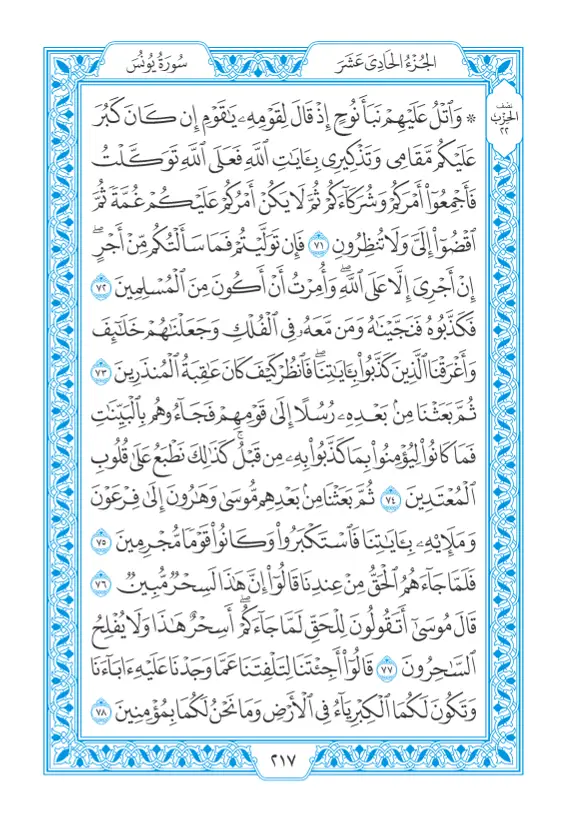 الجُزْءُ الحَادِي عَشَرَ
سُورَةُ يُونُسَ
نصف
الحزب
٢٢
۞ وَٱتْلُ عَلَيْهِمْ نَبَأَ نُوحٍ إِذْ قَالَ لِقَوْمِهِۦ يَٰقَوْمِ إِن كَانَ كَبُرَ
عَلَيْكُم مَّقَامِي وَتَذْكِيرِي بِـَٔايَٰتِ ٱللَّهِ فَعَلَى ٱللَّهِ تَوَكَّلْتُ
فَأَجْمِعُوٓا۟ أَمْرَكُمْ وَشُرَكَآءَكُمْ ثُمَّ لَا يَكُنْ أَمْرُكُمْ عَلَيْكُمْ غُمَّةً ثُمَّ
ٱقْضُوٓا۟ إِلَيَّ وَلَا تُنظِرُونِ ٧١ فَإِن تَوَلَّيْتُمْ فَمَا سَأَلْتُكُم مِّنْ أَجْرٍۖ
إِنْ أَجْرِيَ إِلَّا عَلَى ٱللَّهِۖ وَأُمِرْتُ أَنْ أَكُونَ مِنَ ٱلْمُسْلِمِينَ ٧٢
فَكَذَّبُوهُ فَنَجَّيْنَٰهُ وَمَن مَّعَهُۥ فِي ٱلْفُلْكِ وَجَعَلْنَٰهُمْ خَلَٰٓئِفَ
وَأَغْرَقْنَا ٱلَّذِينَ كَذَّبُوا۟ بِـَٔايَٰتِنَاۖ فَٱنظُرْ كَيْفَ كَانَ عَٰقِبَةُ ٱلْمُنذَرِينَ ٧٣
ثُمَّ بَعَثْنَا مِنۢ بَعْدِهِۦ رُسُلًا إِلَىٰ قَوْمِهِمْ فَجَآءُوهُم بِٱلْبَيِّنَٰتِ
فَمَا كَانُوا۟ لِيُؤْمِنُوا۟ بِمَا كَذَّبُوا۟ بِهِۦ مِن قَبْلُۚ كَذَٰلِكَ نَطْبَعُ عَلَىٰ قُلُوبِ
ٱلْمُعْتَدِينَ ٧٤ ثُمَّ بَعَثْنَا مِنۢ بَعْدِهِم مُّوسَىٰ وَهَٰرُونَ إِلَىٰ فِرْعَوْنَ
وَمَلَإِي۟هِۦ بِـَٔايَٰتِنَا فَٱسْتَكْبَرُوا۟ وَكَانُوا۟ قَوْمًا مُّجْرِمِينَ ٧٥
فَلَمَّا جَآءَهُمُ ٱلْحَقُّ مِنْ عِندِنَا قَالُوٓا۟ إِنَّ هَٰذَا لَسِحْرٌ مُّبِينٌ ٧٦
قَالَ مُوسَىٰٓ أَتَقُولُونَ لِلْحَقِّ لَمَّا جَآءَكُمْۖ أَسِحْرٌ هَٰذَا وَلَا يُفْلِحُ
ٱلسَّٰحِرُونَ ٧٧ قَالُوٓا۟ أَجِئْتَنَا لِتَلْفِتَنَا عَمَّا وَجَدْنَا عَلَيْهِ ءَابَآءَنَا
وَتَكُونَ لَكُمَا ٱلْكِبْرِيَآءُ فِي ٱلْأَرْضِ وَمَا نَحْنُ لَكُمَا بِمُؤْمِنِينَ ٧٨
٢١٧